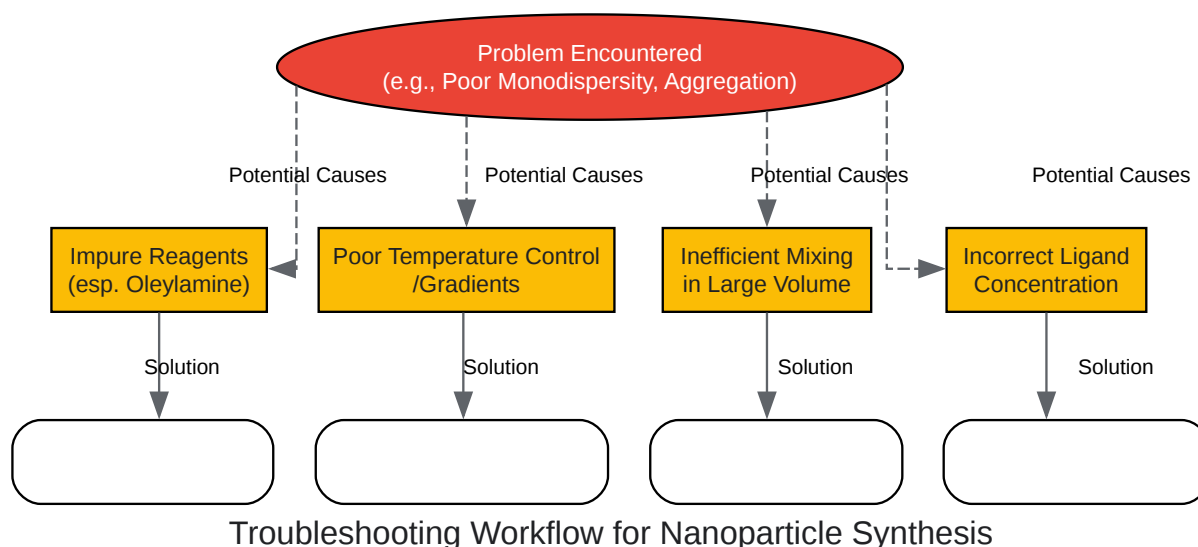 Problem Encountered
(e.g., Poor Monodispersity, Aggregation)
Potential Causes
Potential Causes
Potential Causes
Potential Causes
Impure Reagents
(esp. Oleylamine)
Poor Temperature Control
/Gradients
Inefficient Mixing
in Large Volume
Incorrect Ligand
Concentration
Solution
Solution
Solution
Solution
Troubleshooting Workflow for Nanoparticle Synthesis